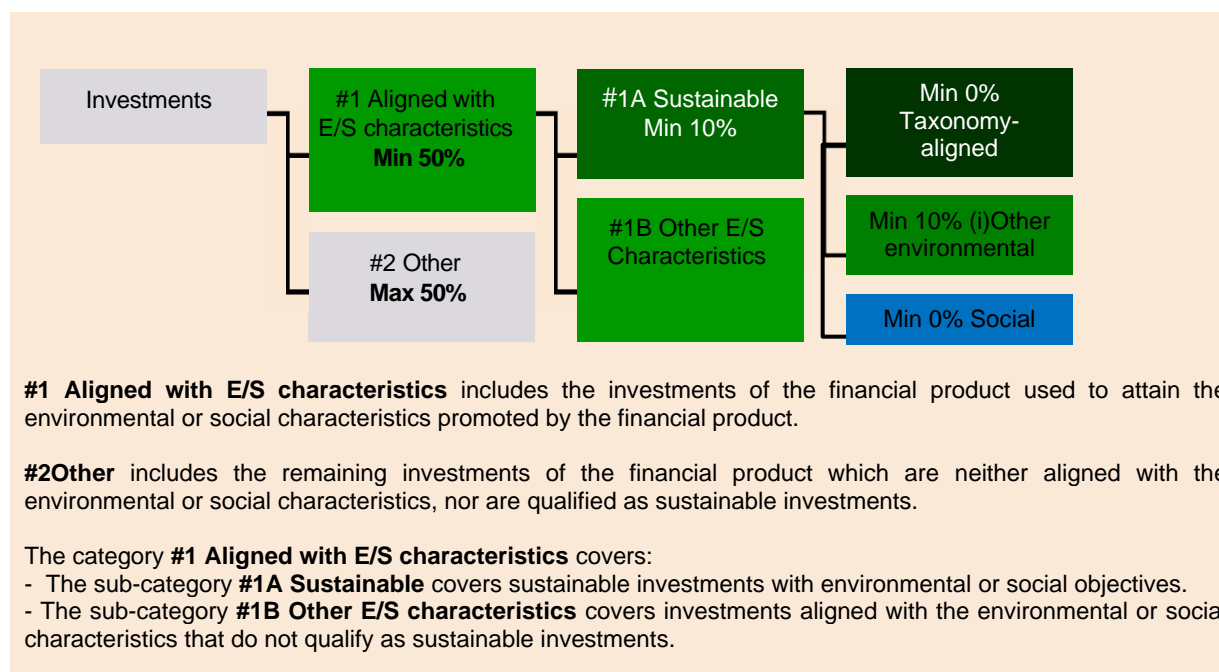 Investments
#1 Aligned with
E/S characteristics
Min 50%
#2 Other
Max 50%
#1A Sustainable
Min 10%
#1B Other E/S
Characteristics
Min 0%
Taxonomy-
aligned
Min 10% (i)Other
environmental
Min 0% Social
#1 Aligned with E/S characteristics includes the investments of the financial product used to attain the
environmental or social characteristics promoted by the financial product.
#2Other includes the remaining investments of the financial product which are neither aligned with the
environmental or social characteristics, nor are qualified as sustainable investments.
The category #1 Aligned with E/S characteristics covers:
- The sub-category #1A Sustainable covers sustainable investments with environmental or social objectives.
- The sub-category #1B Other E/S characteristics covers investments aligned with the environmental or social
characteristics that do not qualify as sustainable investments.